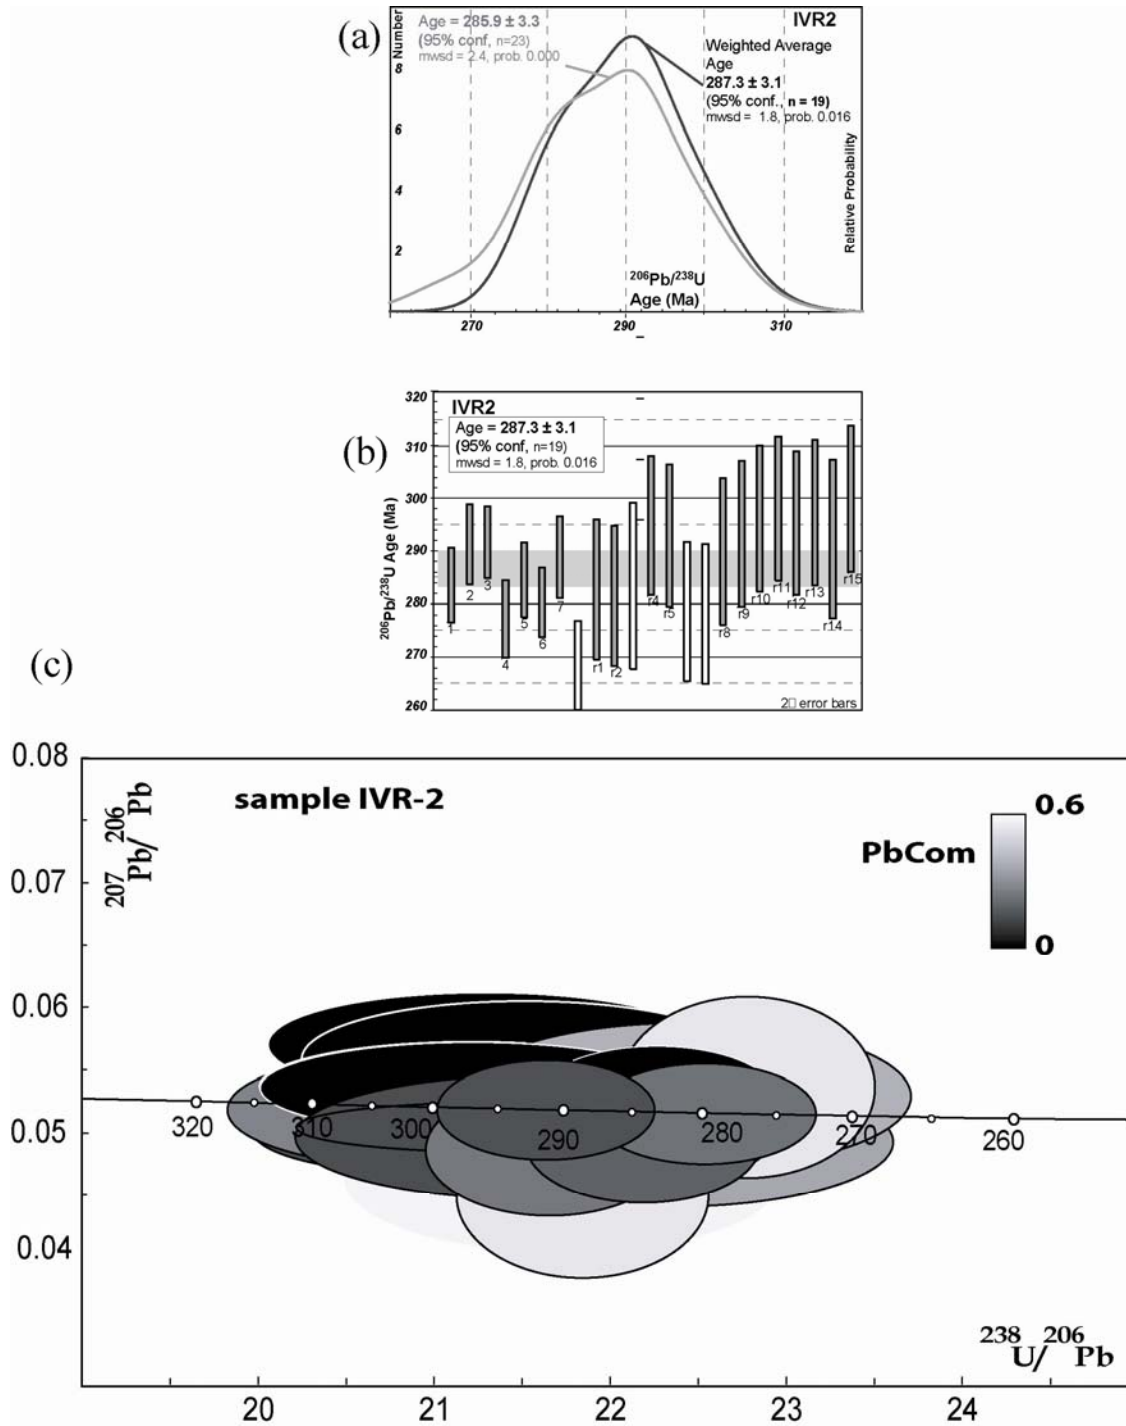 (a)
Number
Age = 285.9 ± 3.3
(95% conf, n=23)
mwsd = 2.4, prob. 0.000
IVR2
Weighted Average
Age
287.3 ± 3.1
(95% conf., n = 19)
mwsd = 1.8, prob. 0.016
8
6
4
2
Relative Probability
206Pb/238U
Age (Ma)
270
290
310
(b)
IVR2
Age = 287.3 ± 3.1
(95% conf, n=19)
mwsd = 1.8, prob. 0.016
206Pb/238U Age (Ma)
320
310
300
290
280
270
260
1
2
3
4
5
6
7
r1
r2
r4
r5
r8
r9
r10
r11
r12
r13
r14
r15
2□ error bars
(c)
0.08
0.07
0.06
0.05
0.04
207Pb/206Pb
sample IVR-2
PbCom
0.6
0
320
310
300
290
280
270
260
238U/206Pb
20
21
22
23
24